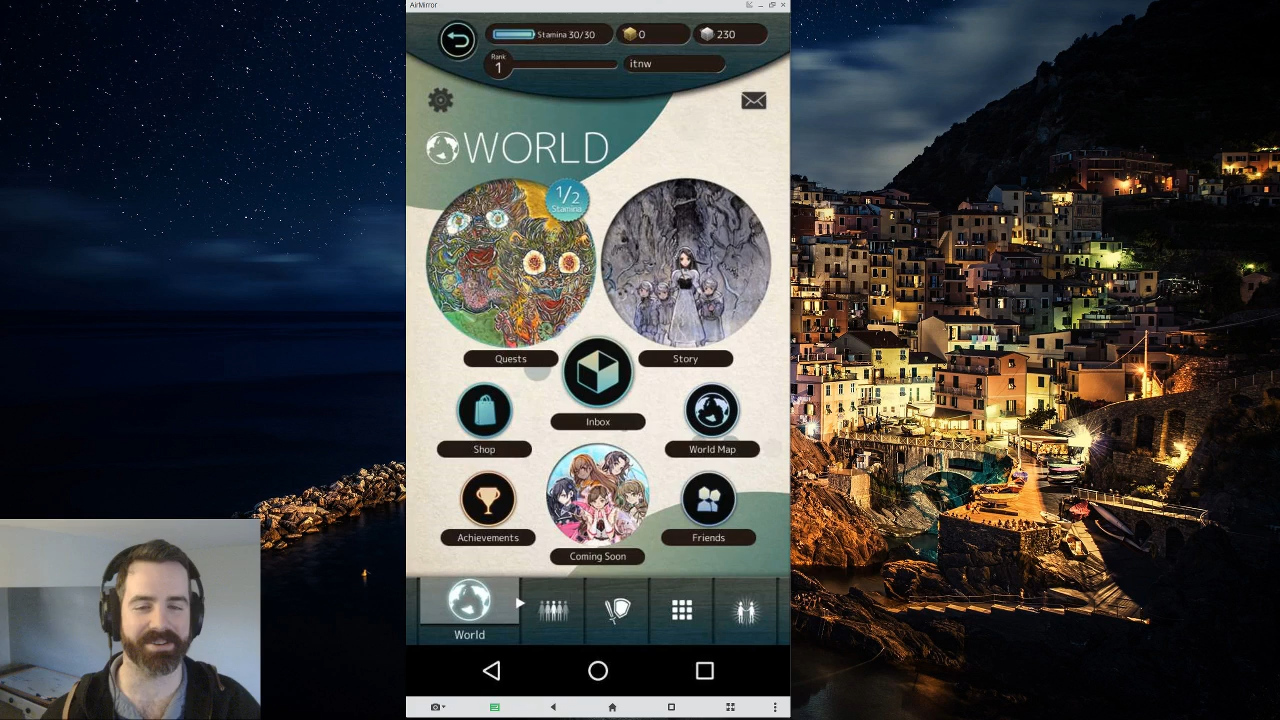 AirMirror
Stamina 30/30
0
230
Rank
1
itnw
WORLD
1/2
Stamina
Quests
Story
Inbox
Shop
World Map
Achievements
Friends
Coming Soon
World